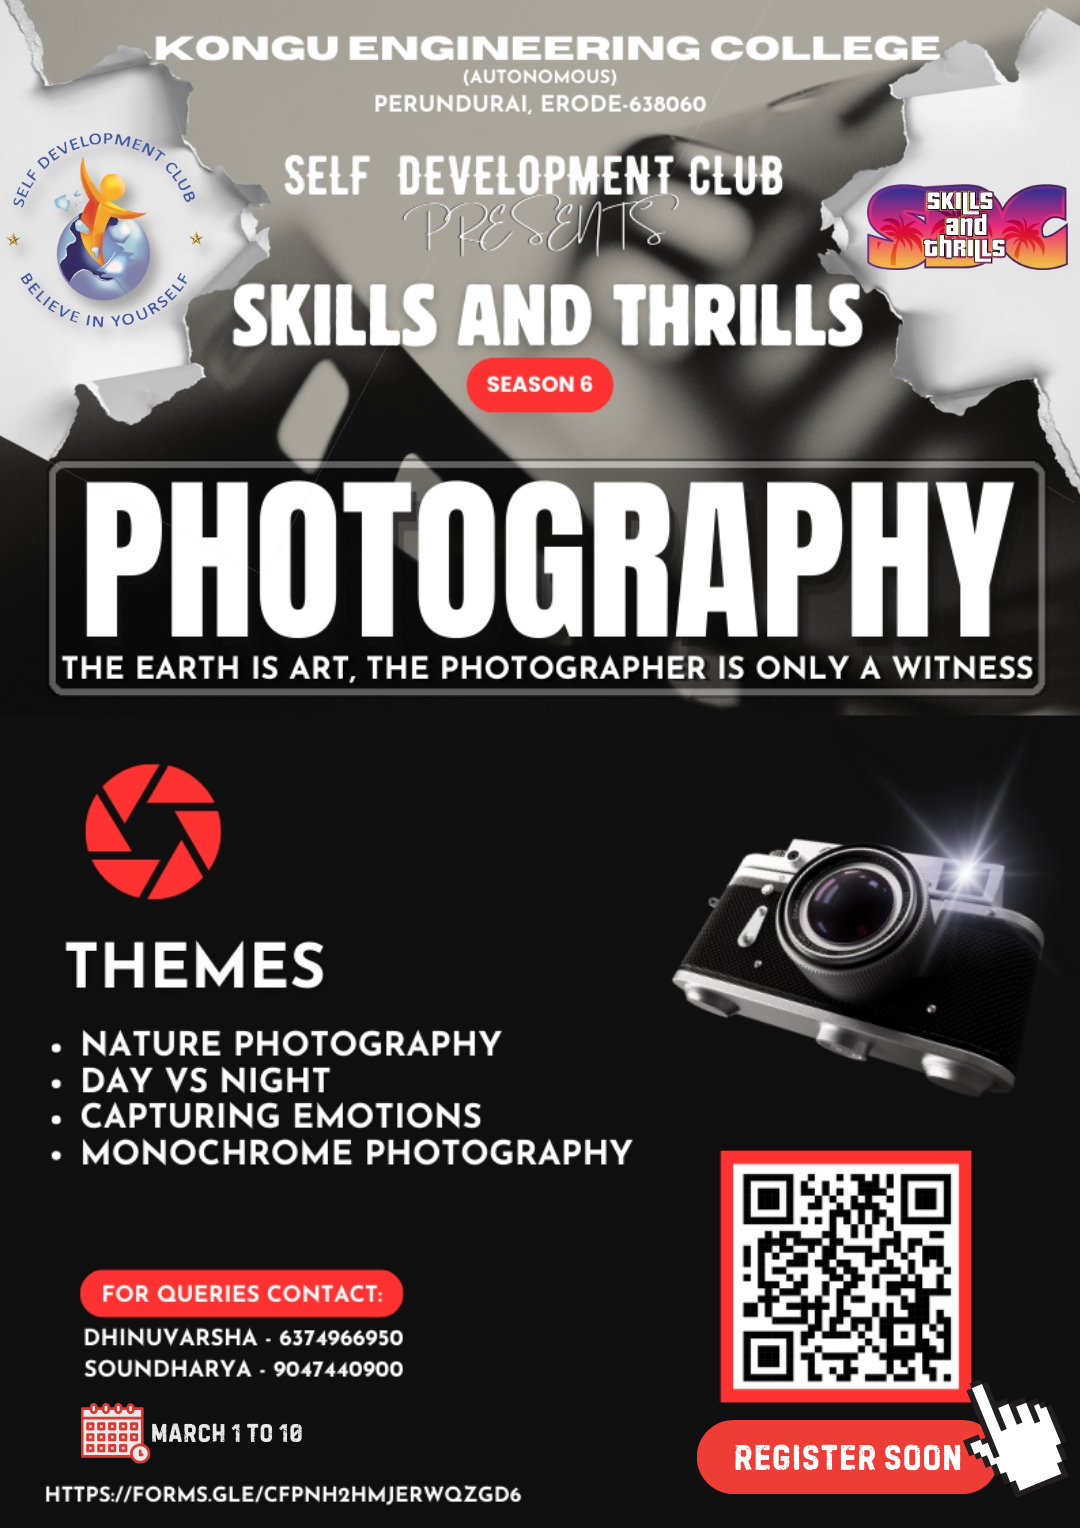 KONGU ENGINEERING COLLEGE
(AUTONOMOUS)
PERUNDURAI, ERODE-638060
SELF DEVELOPMENT CLUB
BELIEVE IN YOURSELF
SELF DEVELOPMENT CLUB
PRESENTS
SDC
SKILLS
and
thRILLS
SKILLS AND THRILLS
SEASON 6
PHOTOGRAPHY
THE EARTH IS ART, THE PHOTOGRAPHER IS ONLY A WITNESS
THEMES
• NATURE PHOTOGRAPHY
• DAY VS NIGHT
• CAPTURING EMOTIONS
• MONOCHROME PHOTOGRAPHY
FOR QUERIES CONTACT:
DHINUVARSHA - 6374966950
SOUNDHARYA - 9047440900
MARCH 1 TO 10
REGISTER SOON
HTTPS://FORMS.GLE/CFPNH2HMJERWQZGD6